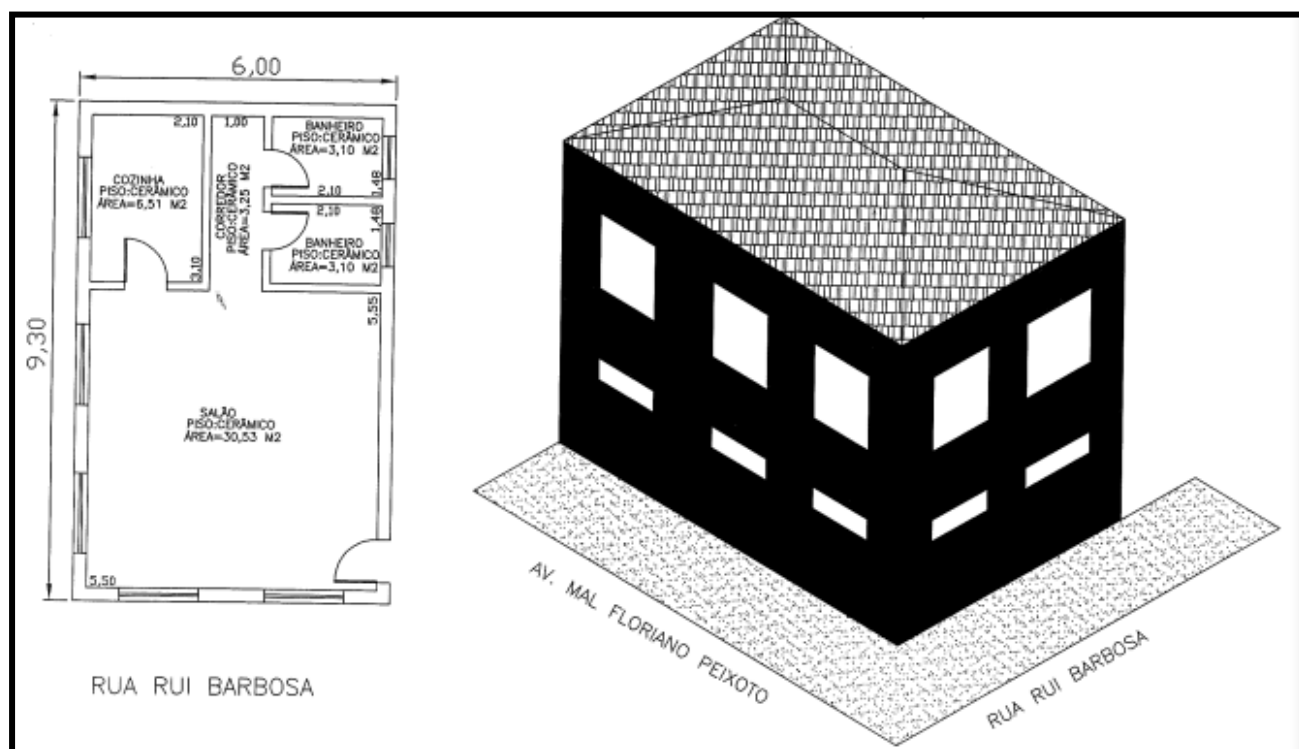 6,00
9,30
2,10
COZINHA
PISO:CERÂMICO
ÁREA=6,51 M2
3,10
1,00
CORREDOR
PISO:CERÂMICO
ÁREA=3,25 M2
BANHEIRO
PISO:CERÂMICO
ÁREA=3,10 M2
2,10
1,48
2,10
1,48
BANHEIRO
PISO:CERÂMICO
ÁREA=3,10 M2
5,55
SALÃO
PISO:CERÂMICO
ÁREA=30,53 M2
5,50
RUA RUI BARBOSA
AV. MAL FLORIANO PEIXOTO
RUA RUI BARBOSA